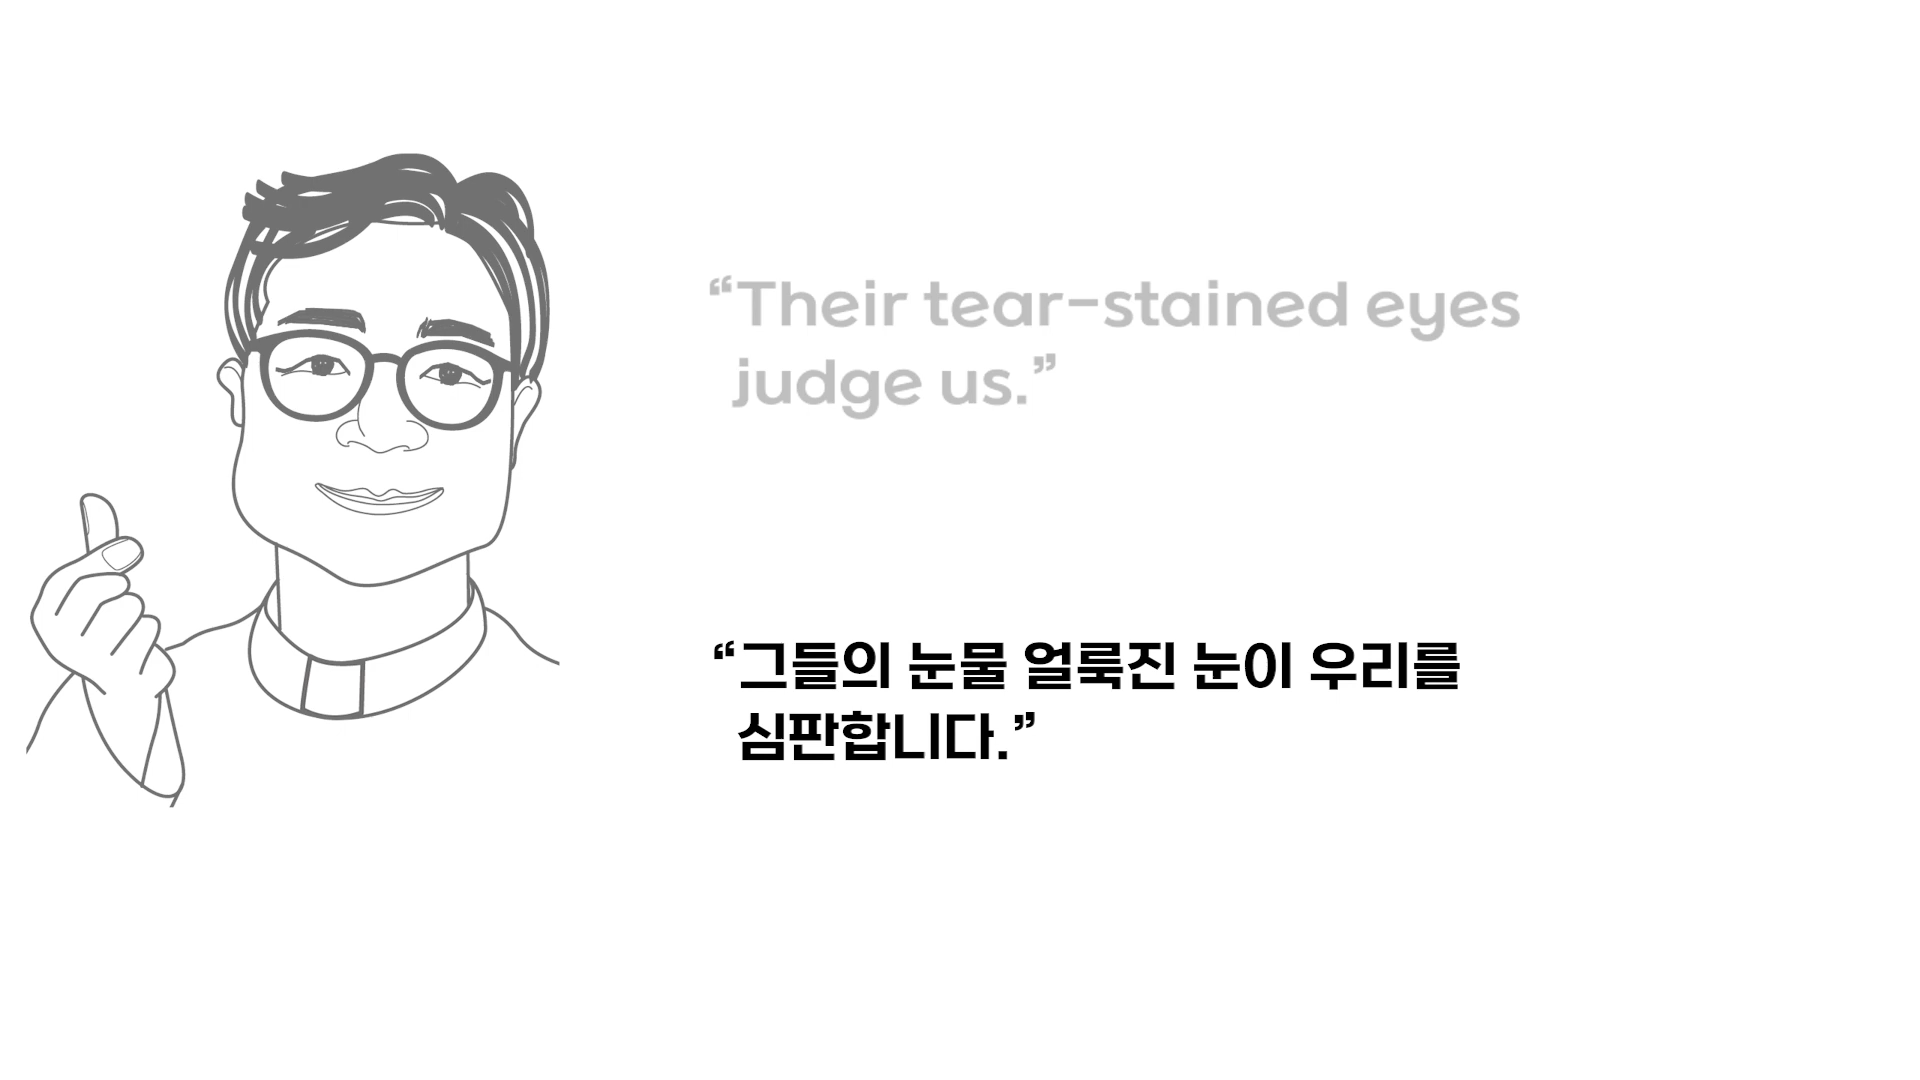 “Their tear-stained eyes
judge us.”
“그들의 눈물 얼룩진 눈이 우리를
심판합니다.”